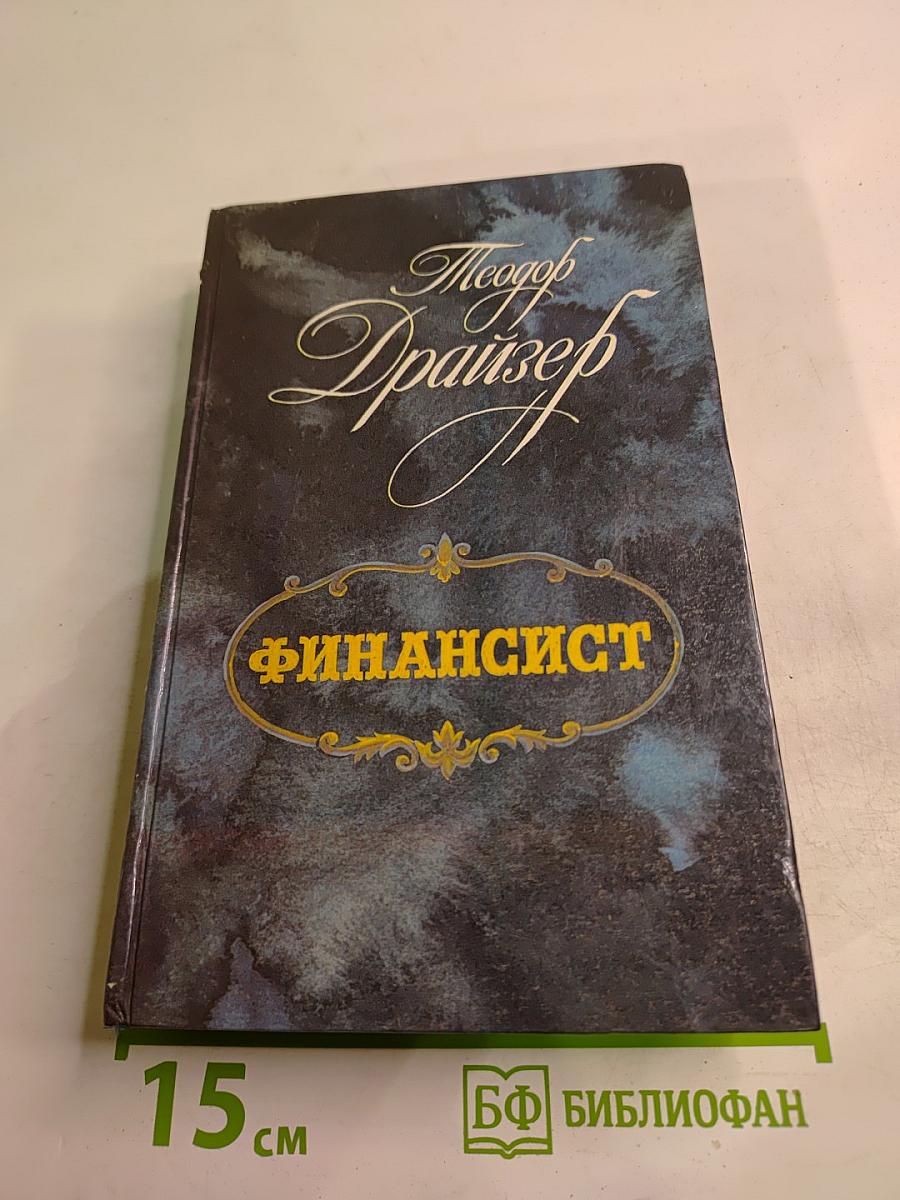 Теодор
Драйзер
ФИНАНСИСТ
15 см
БФ БИБЛИОФАН